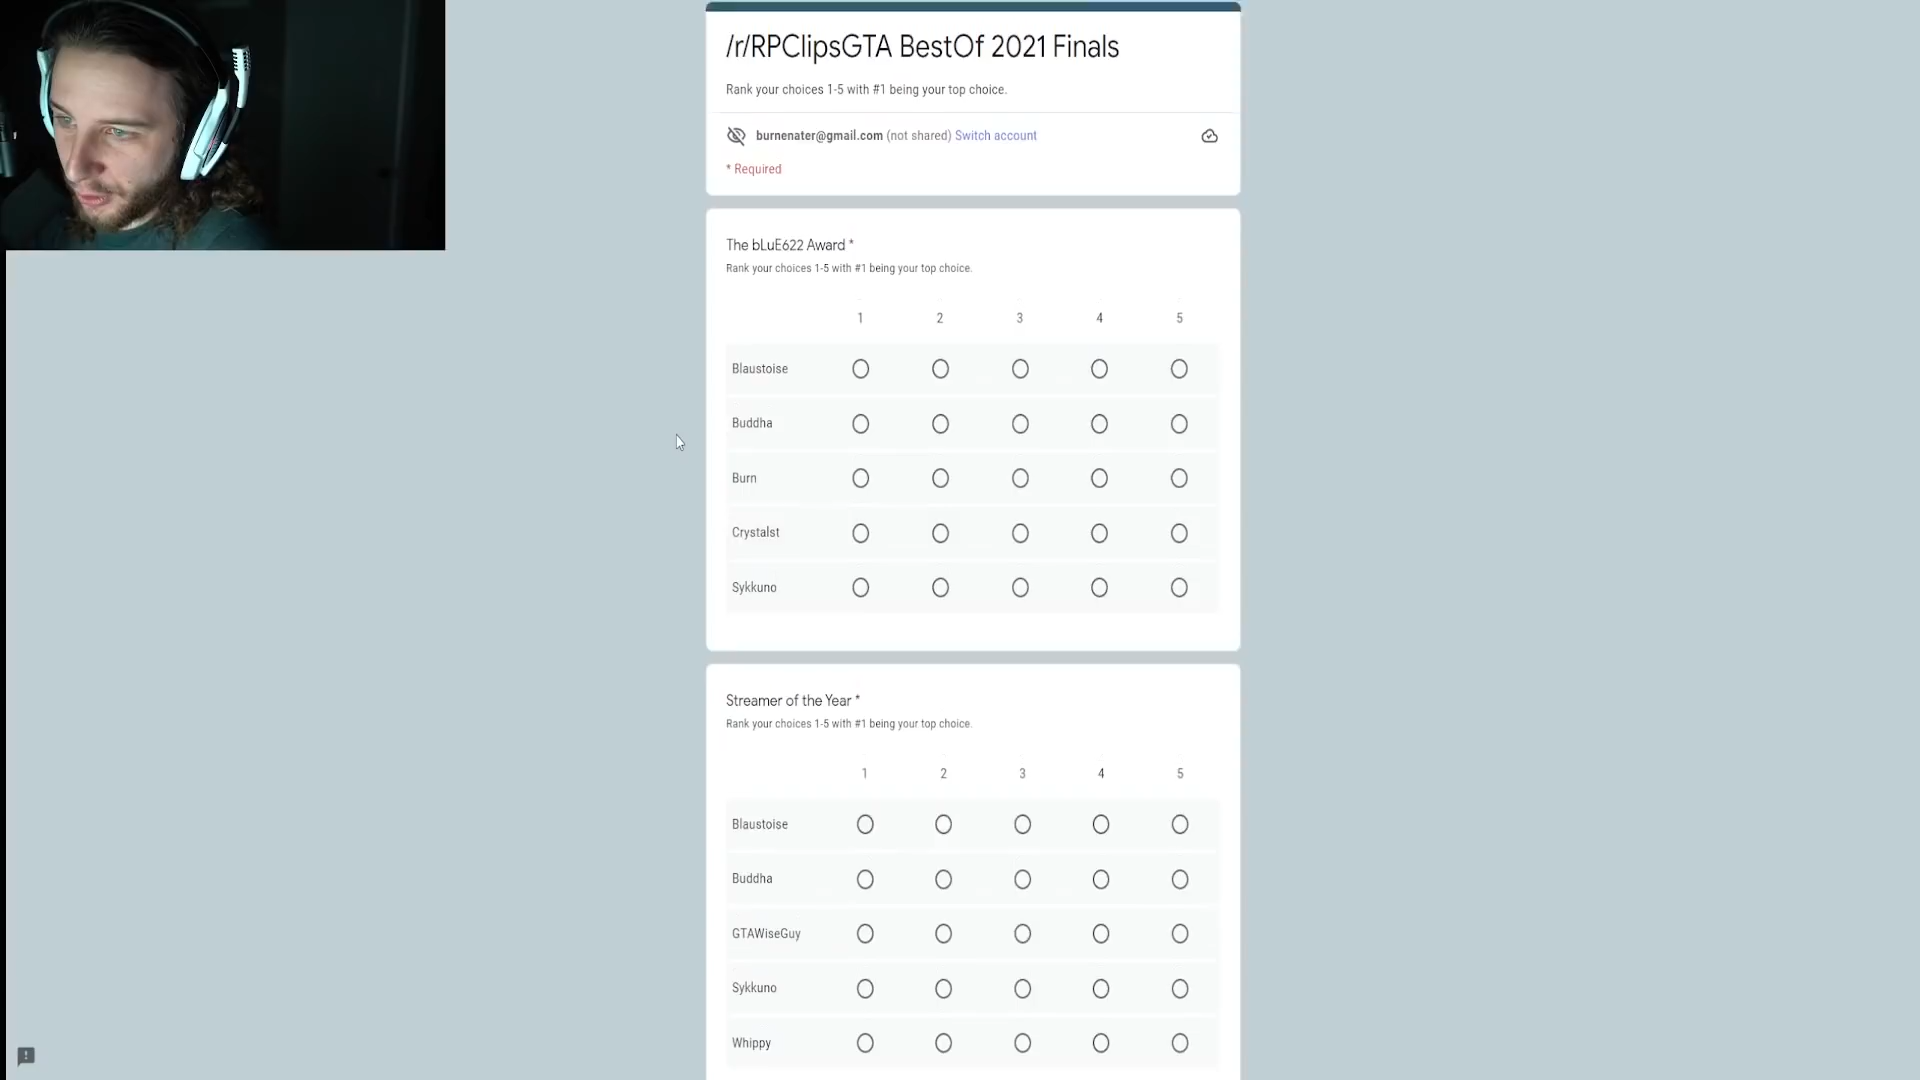 /r/RPClipsGTA BestOf 2021 Finals
Rank your choices 1-5 with #1 being your top choice.
burnenater@gmail.com (not shared) Switch account
* Required
The bLuE622 Award *
Rank your choices 1-5 with #1 being your top choice.
1 2 3 4 5
Blaustoise
Buddha
Burn
Crystalst
Sykkuno
Streamer of the Year *
Rank your choices 1-5 with #1 being your top choice.
1 2 3 4 5
Blaustoise
Buddha
GTAWiseGuy
Sykkuno
Whippy